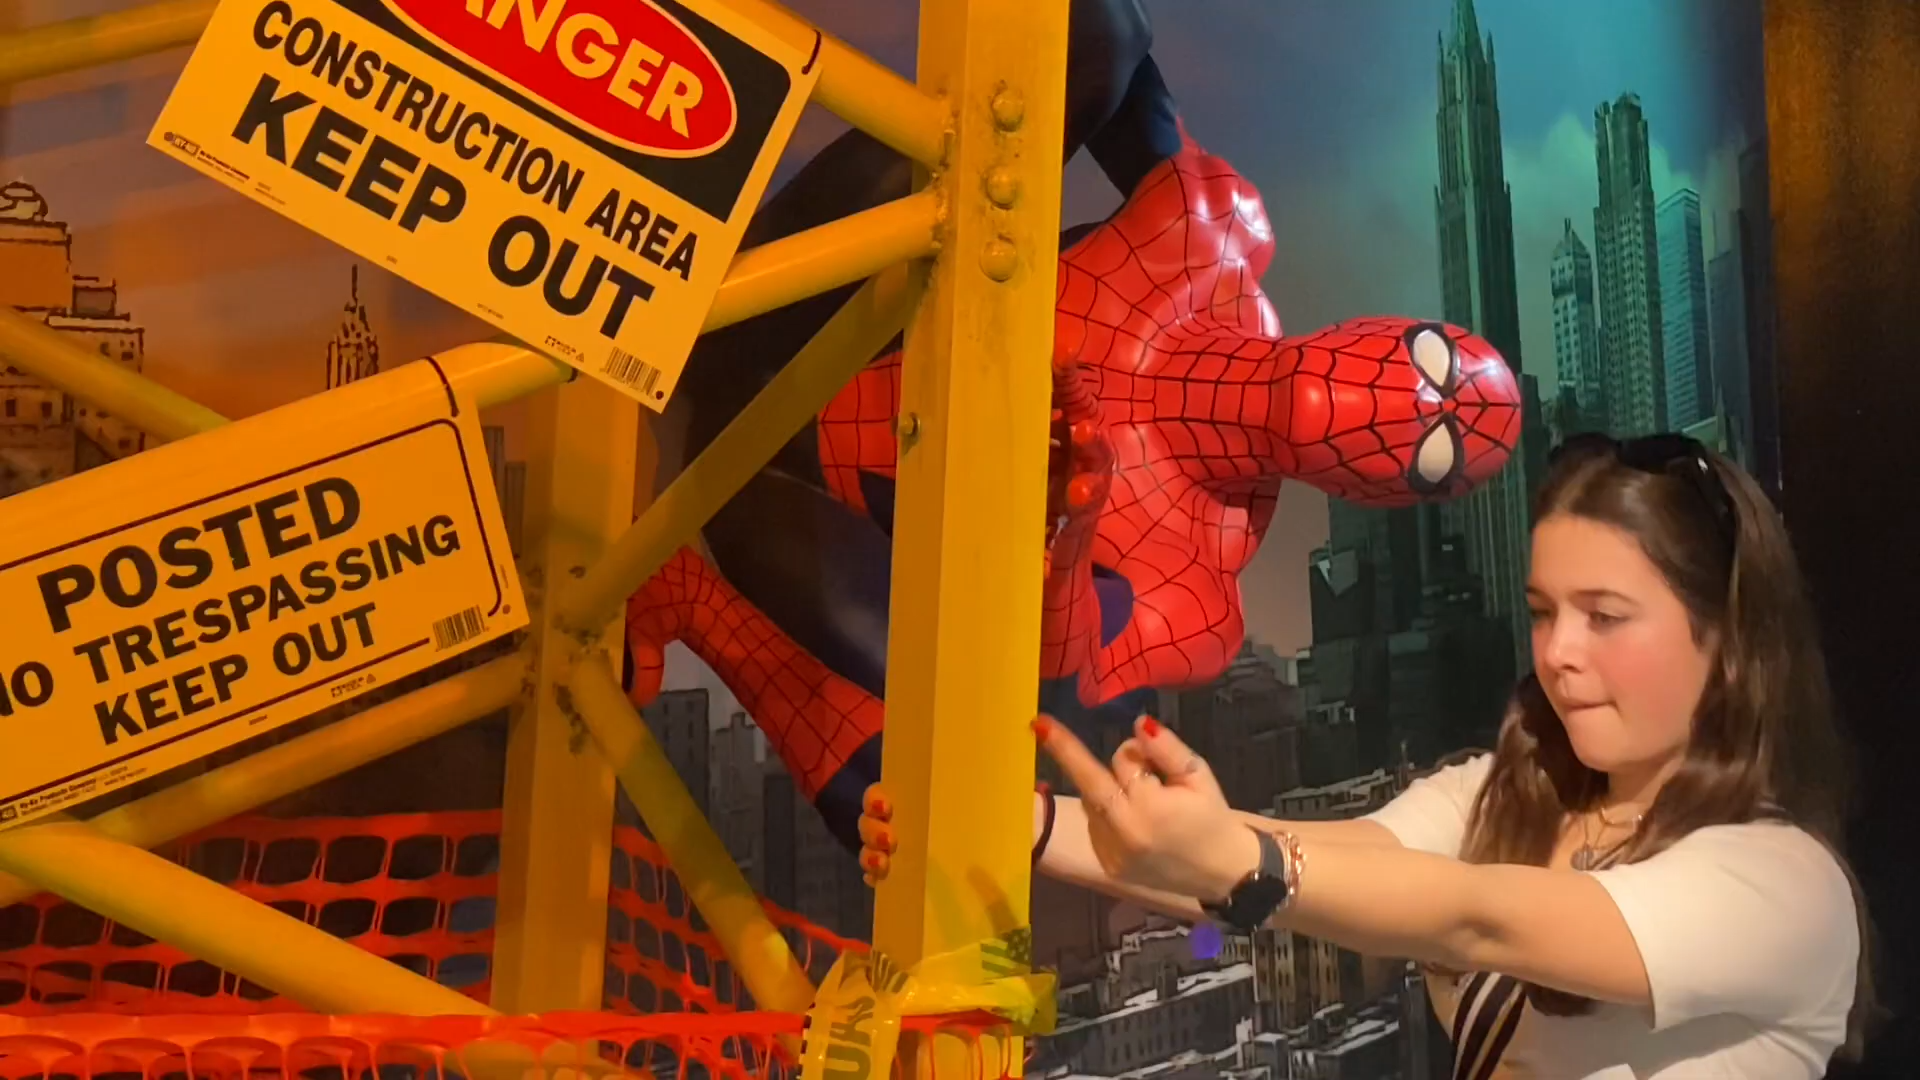 ANGER
CONSTRUCTION AREA
KEEP OUT
POSTED
NO TRESPASSING
KEEP OUT